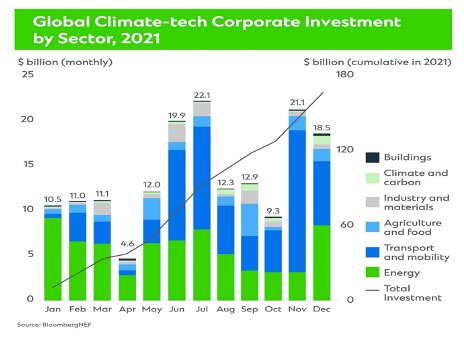 Global Climate-tech Corporate Investment
by Sector, 2021
$ billion (monthly)
$ billion (cumulative in 2021)
25
20
15
10
5
0
180
120
60
0
10.5
11.0
11.1
4.6
12.0
19.9
22.1
12.3
12.9
9.3
21.1
18.5
Jan Feb Mar Apr May Jun Jul Aug Sep Oct Nov Dec
Buildings
Climate and
carbon
Industry and
materials
Agriculture
and food
Transport
and mobility
Energy
Total
Investment
Source: BloombergNEF